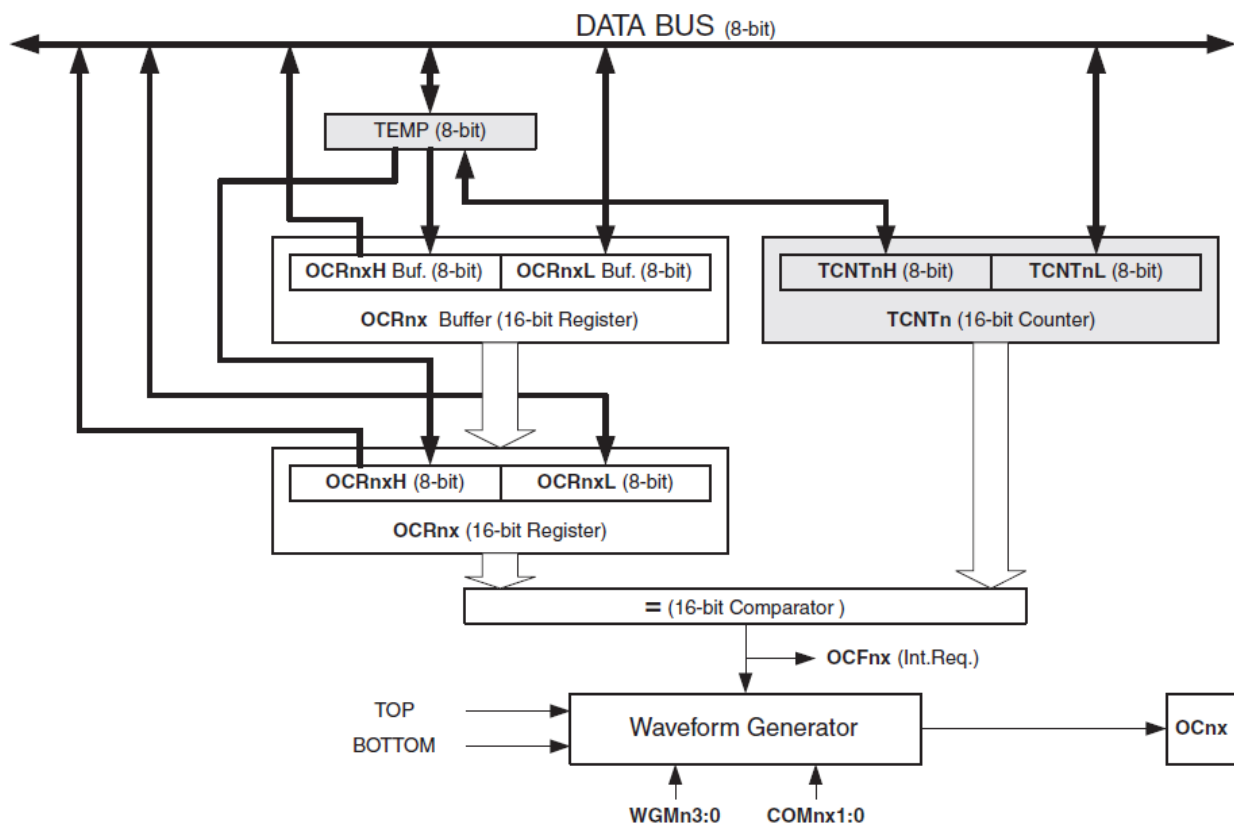 DATA BUS (8-bit)
TEMP (8-bit)
OCRnxH Buf. (8-bit) OCRnxL Buf. (8-bit)
OCRnx Buffer (16-bit Register)
TCNTnH (8-bit) TCNTnL (8-bit)
TCNTn (16-bit Counter)
OCRnxH (8-bit) OCRnxL (8-bit)
OCRnx (16-bit Register)
= (16-bit Comparator )
OCFnx (Int.Req.)
TOP
BOTTOM
Waveform Generator
OCnx
WGMn3:0 COMnx1:0